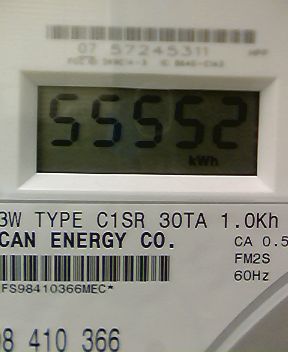 07 57245311
55552
kWh
3W TYPE C1SR 30TA 1.0Kh
CAN ENERGY CO.
CA 0.5
FM2S
60Hz
FS98410366MEC*
98 410 366